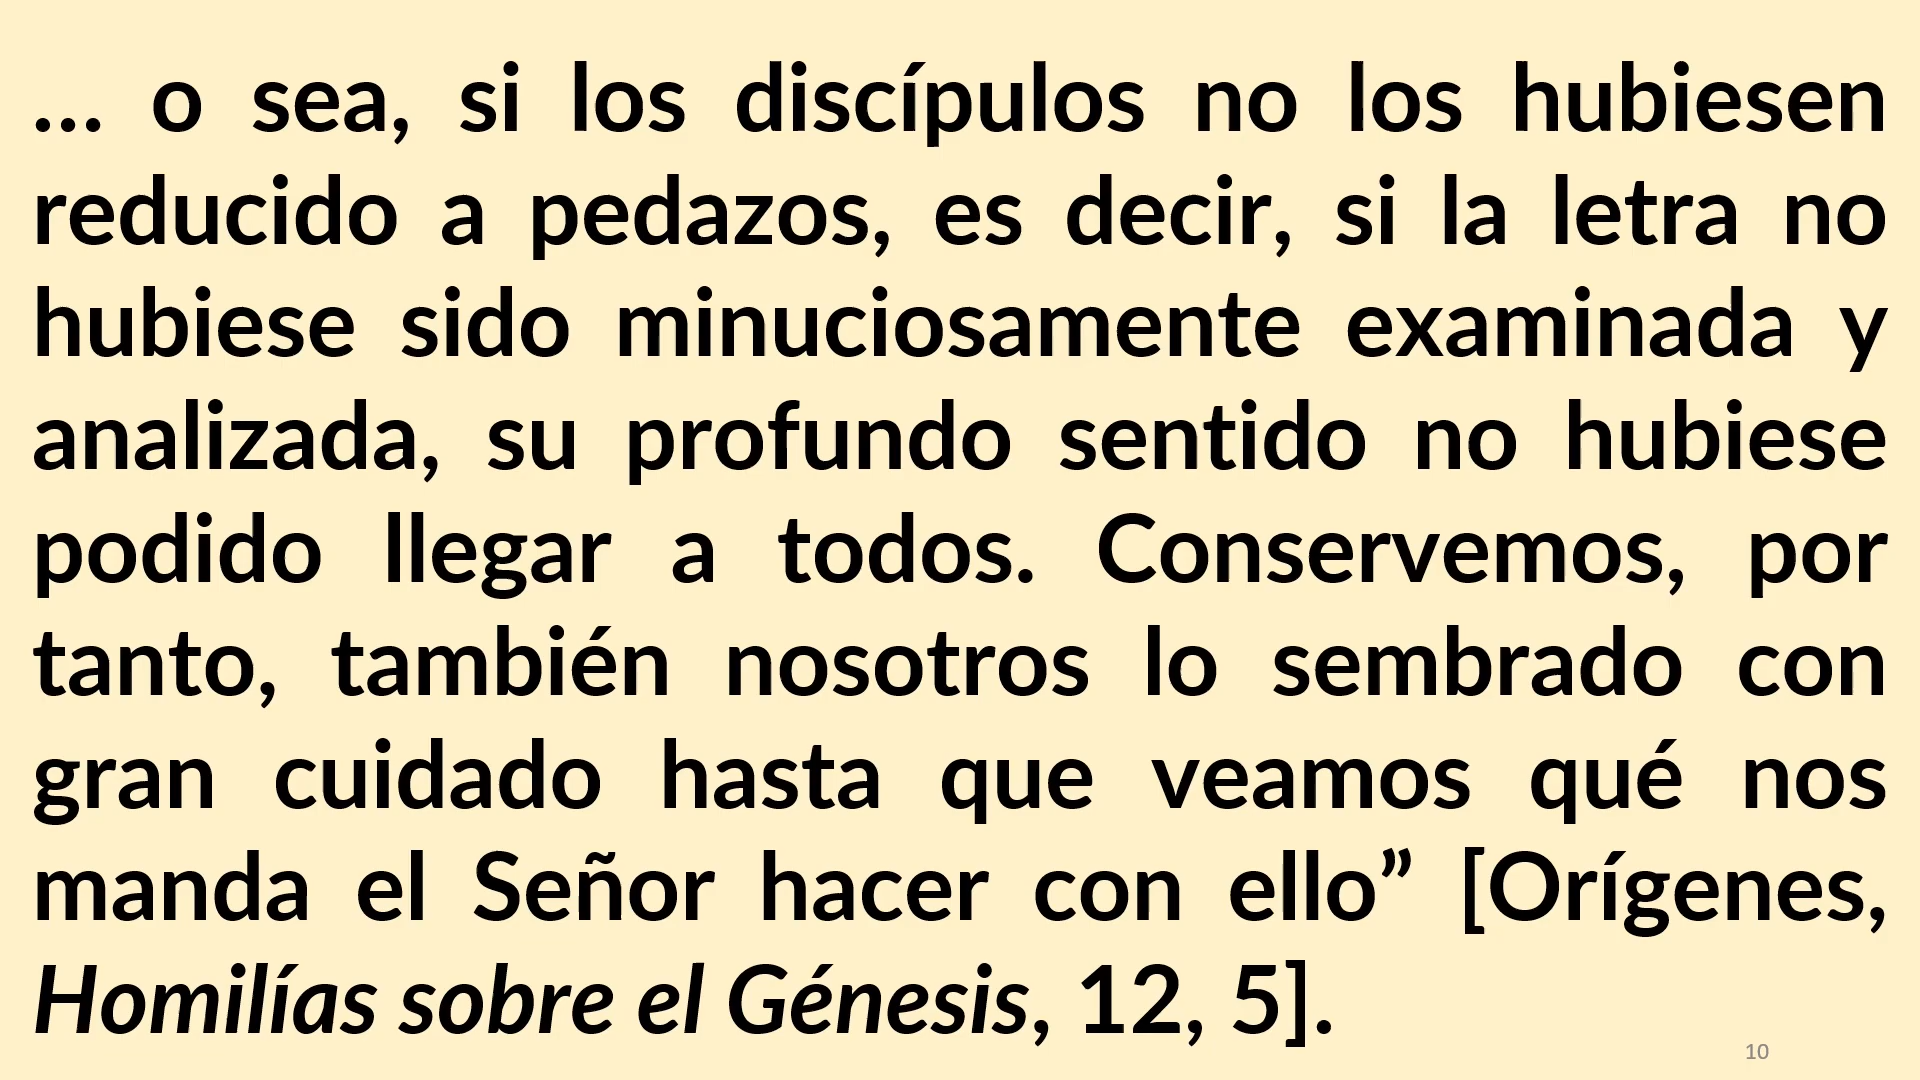 … o sea, si los discípulos no los hubiesen
reducido a pedazos, es decir, si la letra no
hubiese sido minuciosamente examinada y
analizada, su profundo sentido no hubiese
podido llegar a todos. Conservemos, por
tanto, también nosotros lo sembrado con
gran cuidado hasta que veamos qué nos
manda el Señor hacer con ello” [Orígenes,
Homilías sobre el Génesis, 12, 5].
10